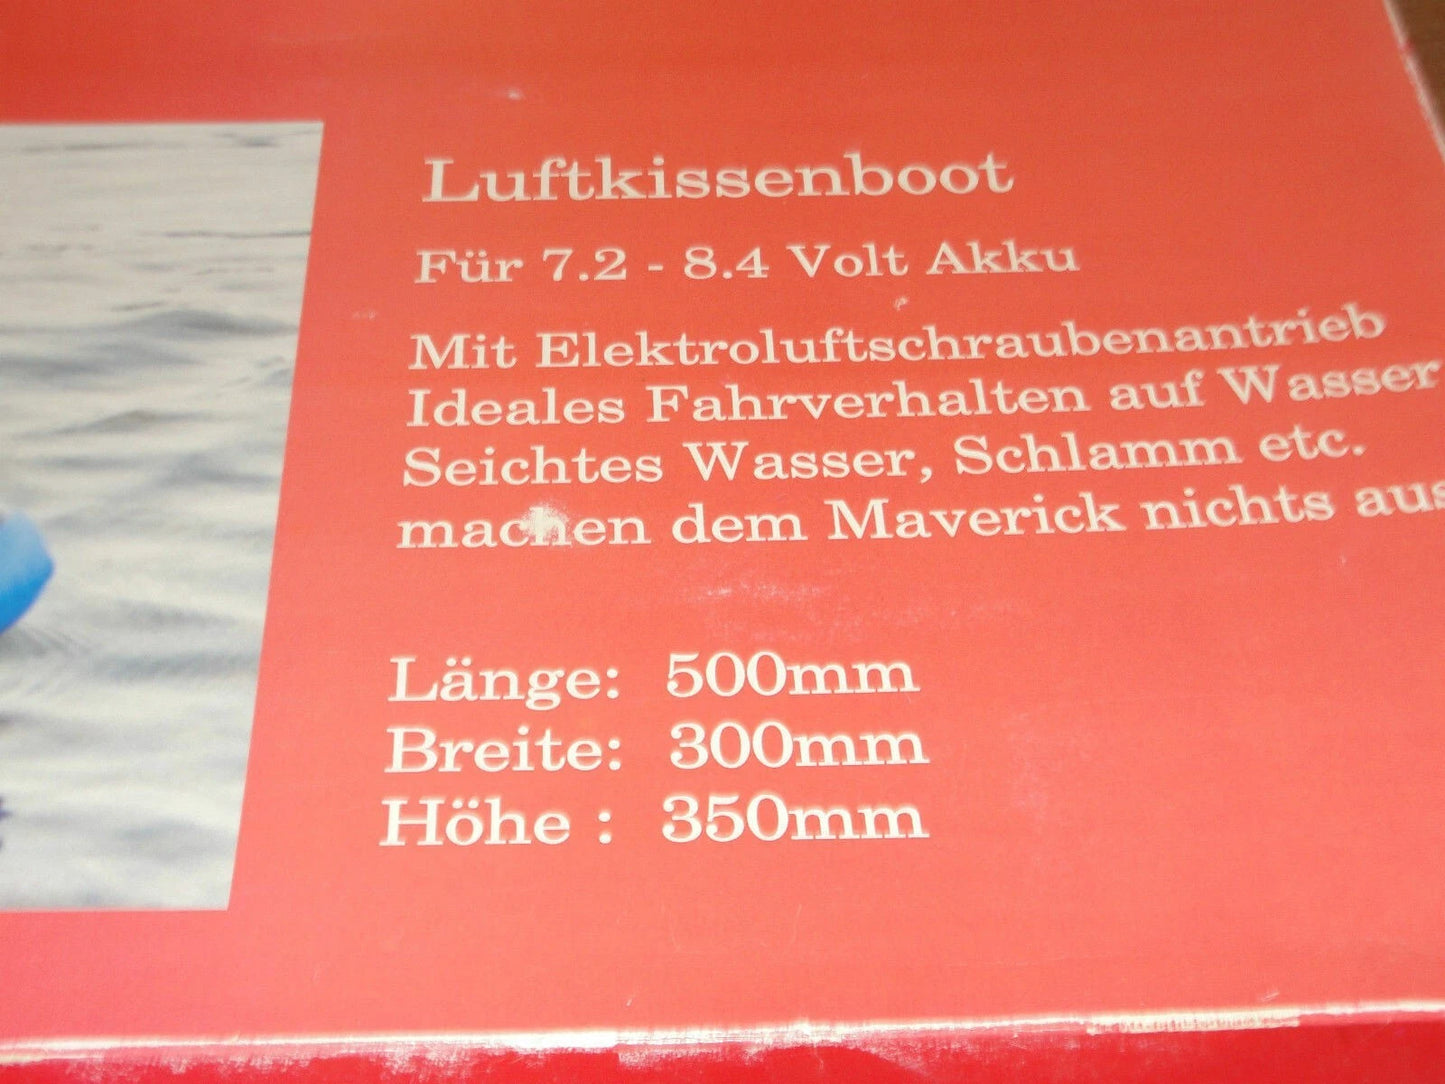 Luftkissenboot
Für 7.2 - 8.4 Volt Akku
Mit Elektroluftschraubenantrieb
Ideales Fahrverhalten auf Wasser
Seichtes Wasser, Schlamm etc.
machen dem Maverick nichts aus
Länge: 500mm
Breite: 300mm
Höhe : 350mm